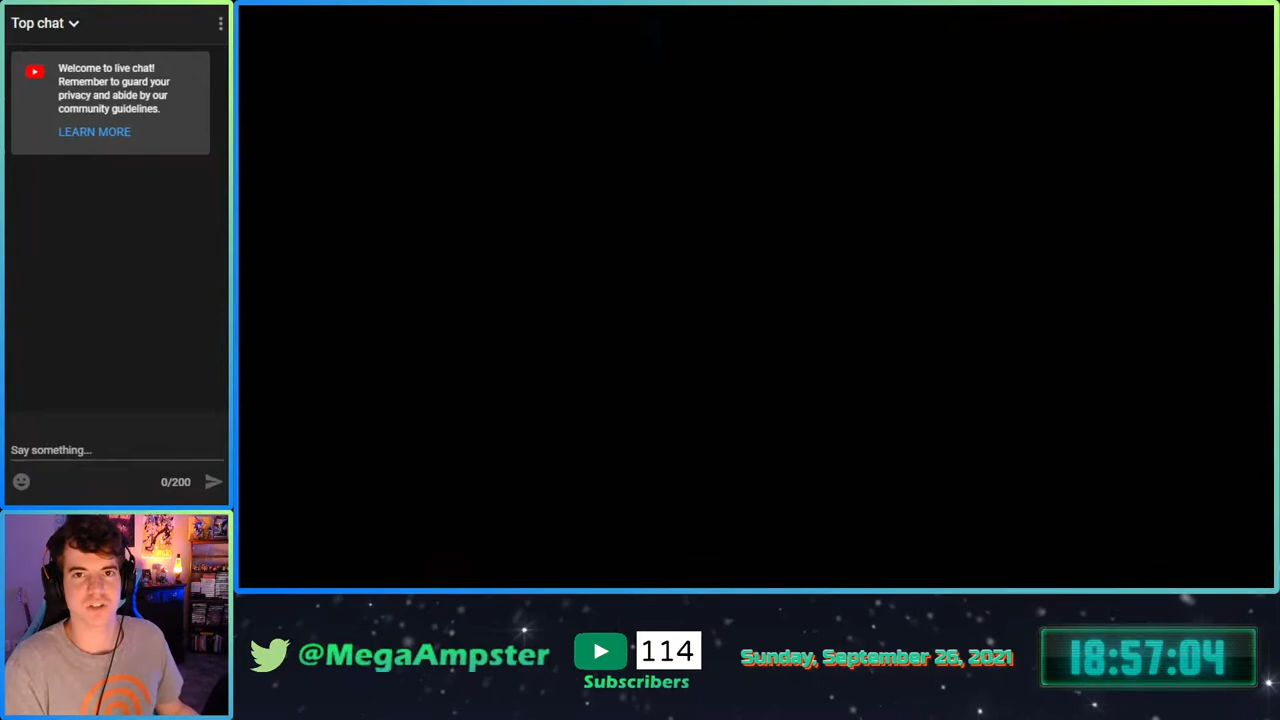 Top chat
Welcome to live chat!
Remember to guard your
privacy and abide by our
community guidelines.
LEARN MORE
Say something...
0/200
@MegaAmpster
114
Subscribers
Sunday, September 26, 2021
18:57:04